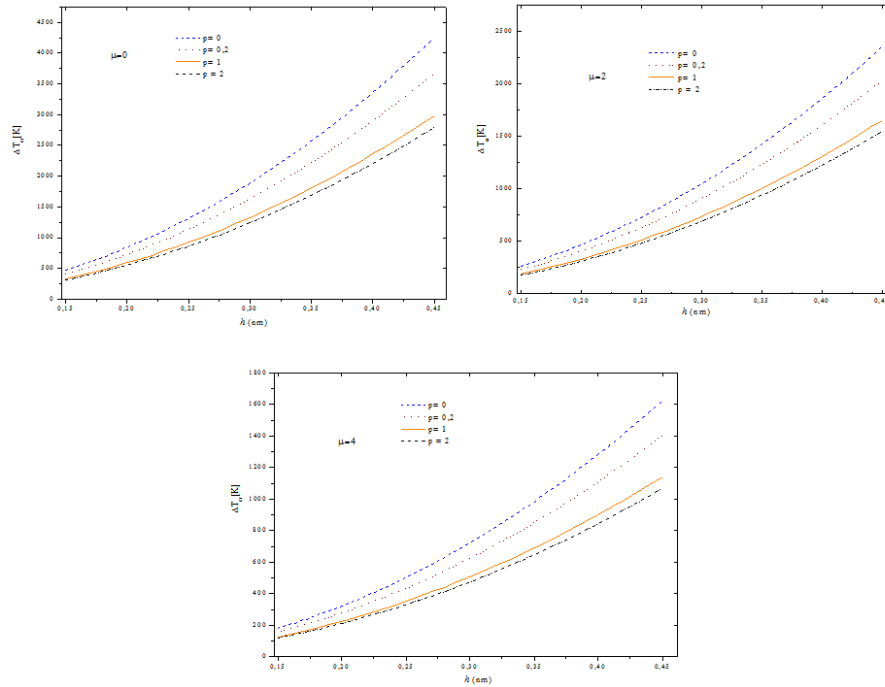 4500
4000
3500
3000
2500
2000
1500
1000
500
0
ΔTcr[K]
μ=0
p= 0
p= 0,2
p= 1
p = 2
0,15 0,20 0,25 0,30 0,35 0,40 0,45
h (nm)
2500
2000
1500
1000
500
0
ΔTcr[K]
μ=2
p= 0
p= 0,2
p= 1
p = 2
0,15 0,20 0,25 0,30 0,35 0,40 0,45
h (nm)
1800
1600
1400
1200
1000
800
600
400
200
0
ΔTcr[K]
μ=4
p= 0
p= 0,2
p= 1
p = 2
0,15 0,20 0,25 0,30 0,35 0,40 0,45
h (nm)